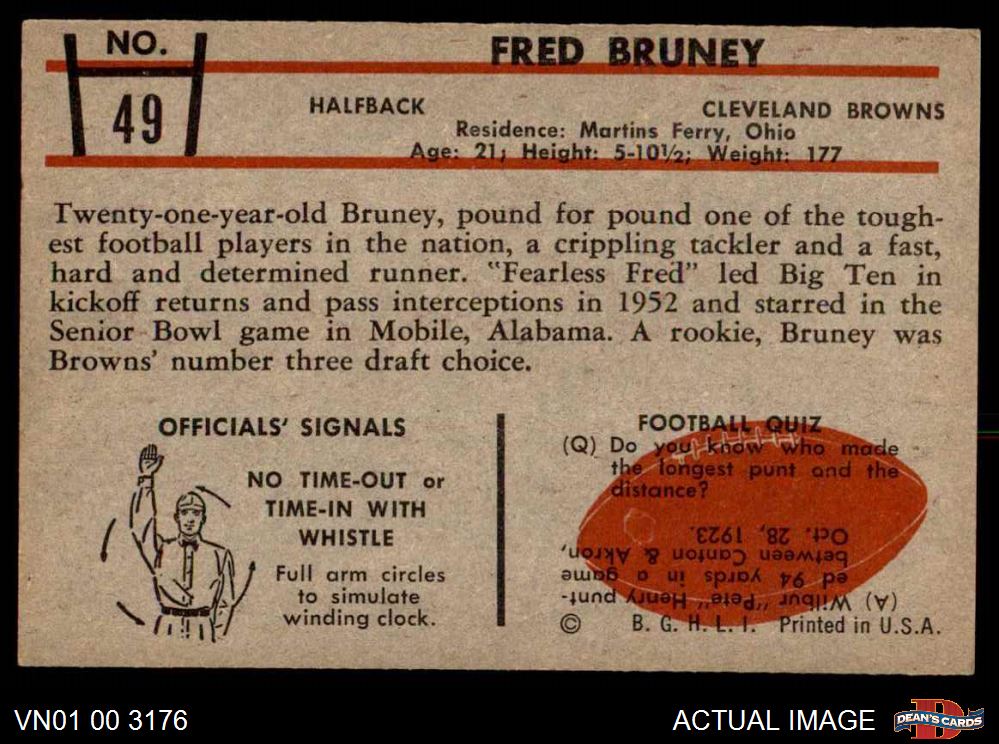 NO.
49
FRED BRUNEY
HALFBACK CLEVELAND BROWNS
Residence: Martins Ferry, Ohio
Age: 21; Height: 5-10½; Weight: 177
Twenty-one-year-old Bruney, pound for pound one of the tough-
est football players in the nation, a crippling tackler and a fast,
hard and determined runner. "Fearless Fred" led Big Ten in
kickoff returns and pass interceptions in 1952 and starred in the
Senior Bowl game in Mobile, Alabama. A rookie, Bruney was
Browns' number three draft choice.
OFFICIALS' SIGNALS
NO TIME-OUT or
TIME-IN WITH
WHISTLE
Full arm circles
to simulate
winding clock.
FOOTBALL QUIZ
(Q) Do you know who made
the longest punt and the
distance?
(A) Wilbur "Pete" Henry punt-
ed 94 yards in a game
between Canton & Akron,
Oct. 28, 1923.
© B. G. H. L. I. Printed in U.S.A.
VN01 00 3176
ACTUAL IMAGE
D
DEAN'S CARDS